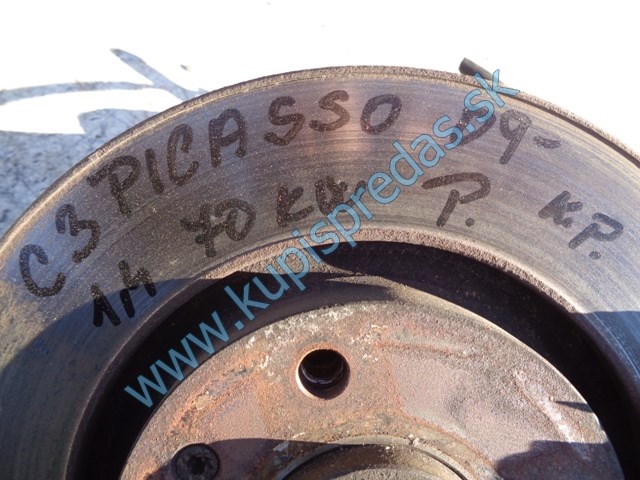 C3 PICASSO 09-
1,4 70 KW P. K.P.
www.kupispredas.sk